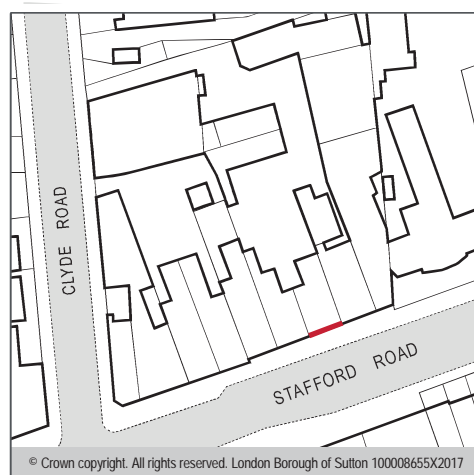 CLYDE ROAD
STAFFORD ROAD
© Crown copyright. All rights reserved. London Borough of Sutton 100008655X2017